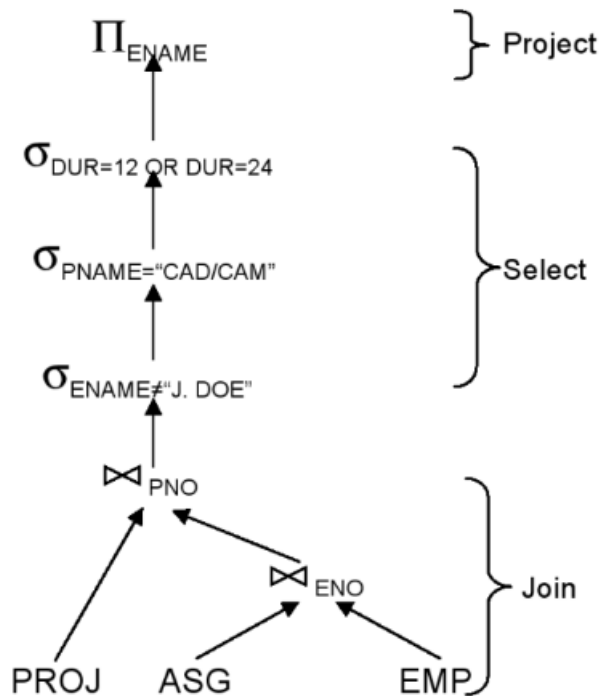 Π ENAME
Project
σ DUR=12 OR DUR=24
σ PNAME="CAD/CAM"
Select
σ ENAME≠"J. DOE"
⋈ PNO
⋈ ENO
Join
PROJ ASG EMP